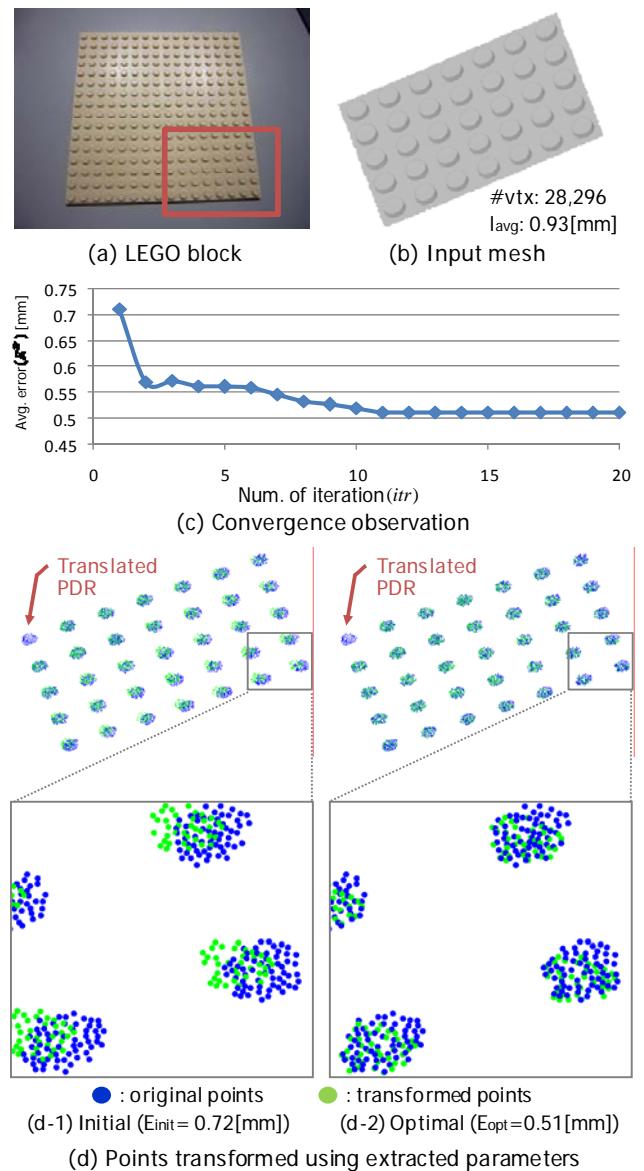 #vtx: 28,296
lavg: 0.93[mm]
(a) LEGO block
(b) Input mesh
0.75
0.7
0.65
0.6
0.55
0.5
0.45
Avg. error [mm]
0 5 10 15 20
Num. of iteration(itr)
(c) Convergence observation
Translated
PDR
Translated
PDR
: original points
: transformed points
(d-1) Initial (Einit= 0.72[mm])
(d-2) Optimal (Eopt=0.51[mm])
(d) Points transformed using extracted parameters